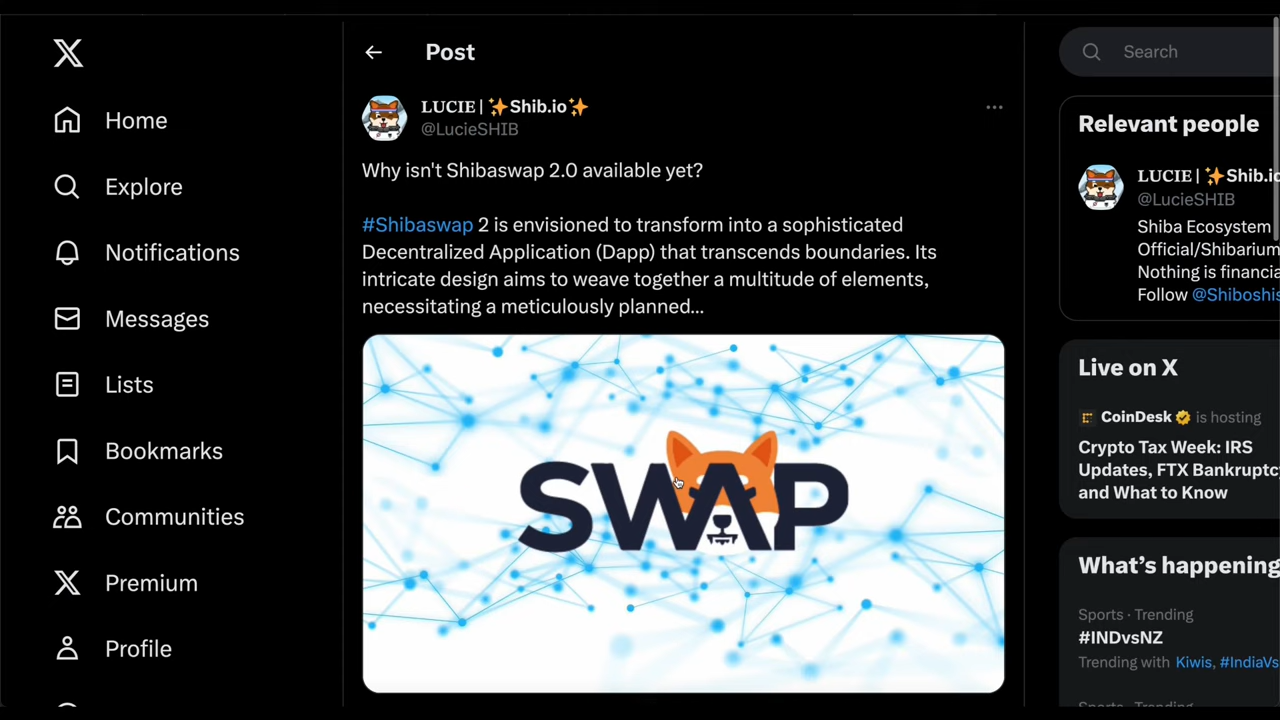 Home
Explore
Notifications
Messages
Lists
Bookmarks
Communities
Premium
Profile
Post
LUCIE | ✨Shib.io✨
@LucieSHIB
Why isn't Shibaswap 2.0 available yet?
#Shibaswap 2 is envisioned to transform into a sophisticated
Decentralized Application (Dapp) that transcends boundaries. Its
intricate design aims to weave together a multitude of elements,
necessitating a meticulously planned...
SWAP
Search
Relevant people
LUCIE | ✨Shib.io
@LucieSHIB
Shiba Ecosystem
Official/Shibarium
Nothing is financia
Follow @Shiboshis
Live on X
CoinDesk is hosting
Crypto Tax Week: IRS
Updates, FTX Bankruptc
and What to Know
What's happening
Sports · Trending
#INDvsNZ
Trending with Kiwis, #IndiaVs